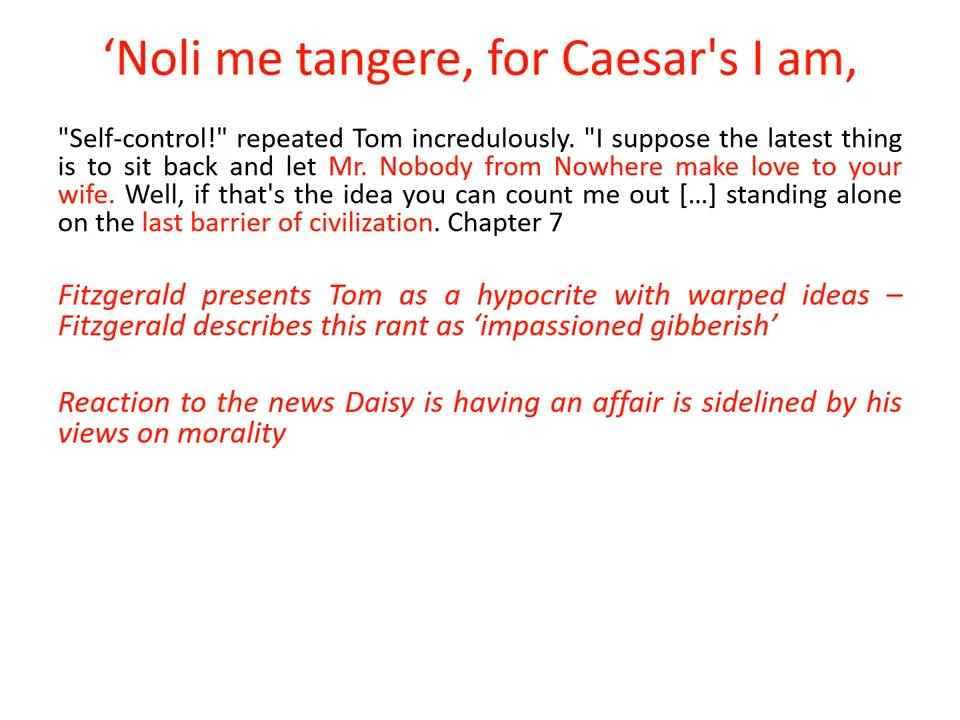 ‘Noli me tangere, for Caesar's I am,
"Self-control!" repeated Tom incredulously. "I suppose the latest thing
is to sit back and let Mr. Nobody from Nowhere make love to your
wife. Well, if that's the idea you can count me out […] standing alone
on the last barrier of civilization. Chapter 7
Fitzgerald presents Tom as a hypocrite with warped ideas –
Fitzgerald describes this rant as ‘impassioned gibberish’
Reaction to the news Daisy is having an affair is sidelined by his
views on morality